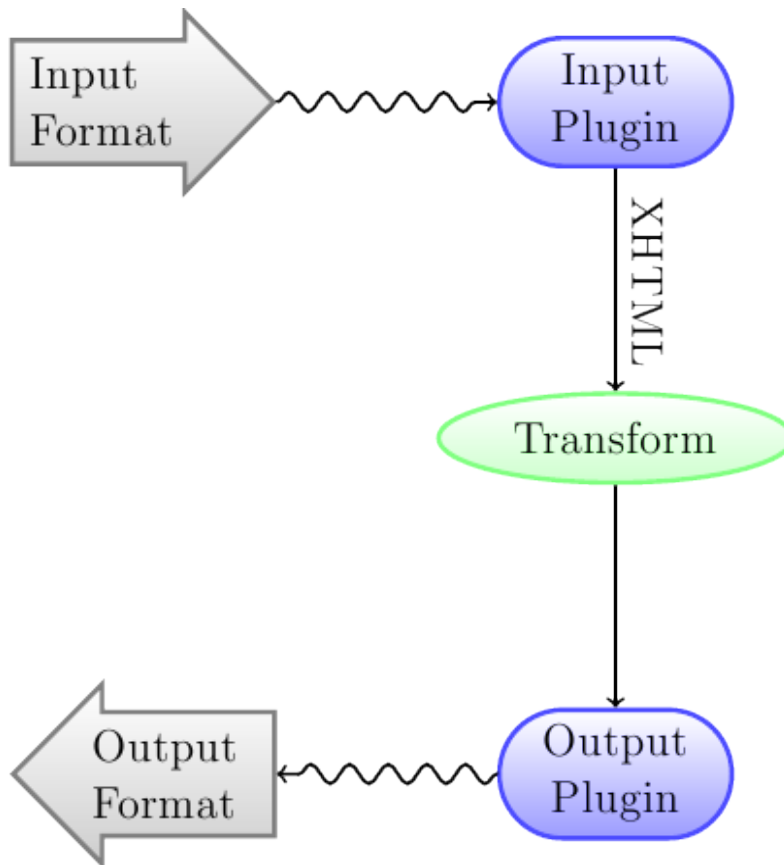 Input
Format
Input
Plugin
XHTML
Transform
Output
Format
Output
Plugin